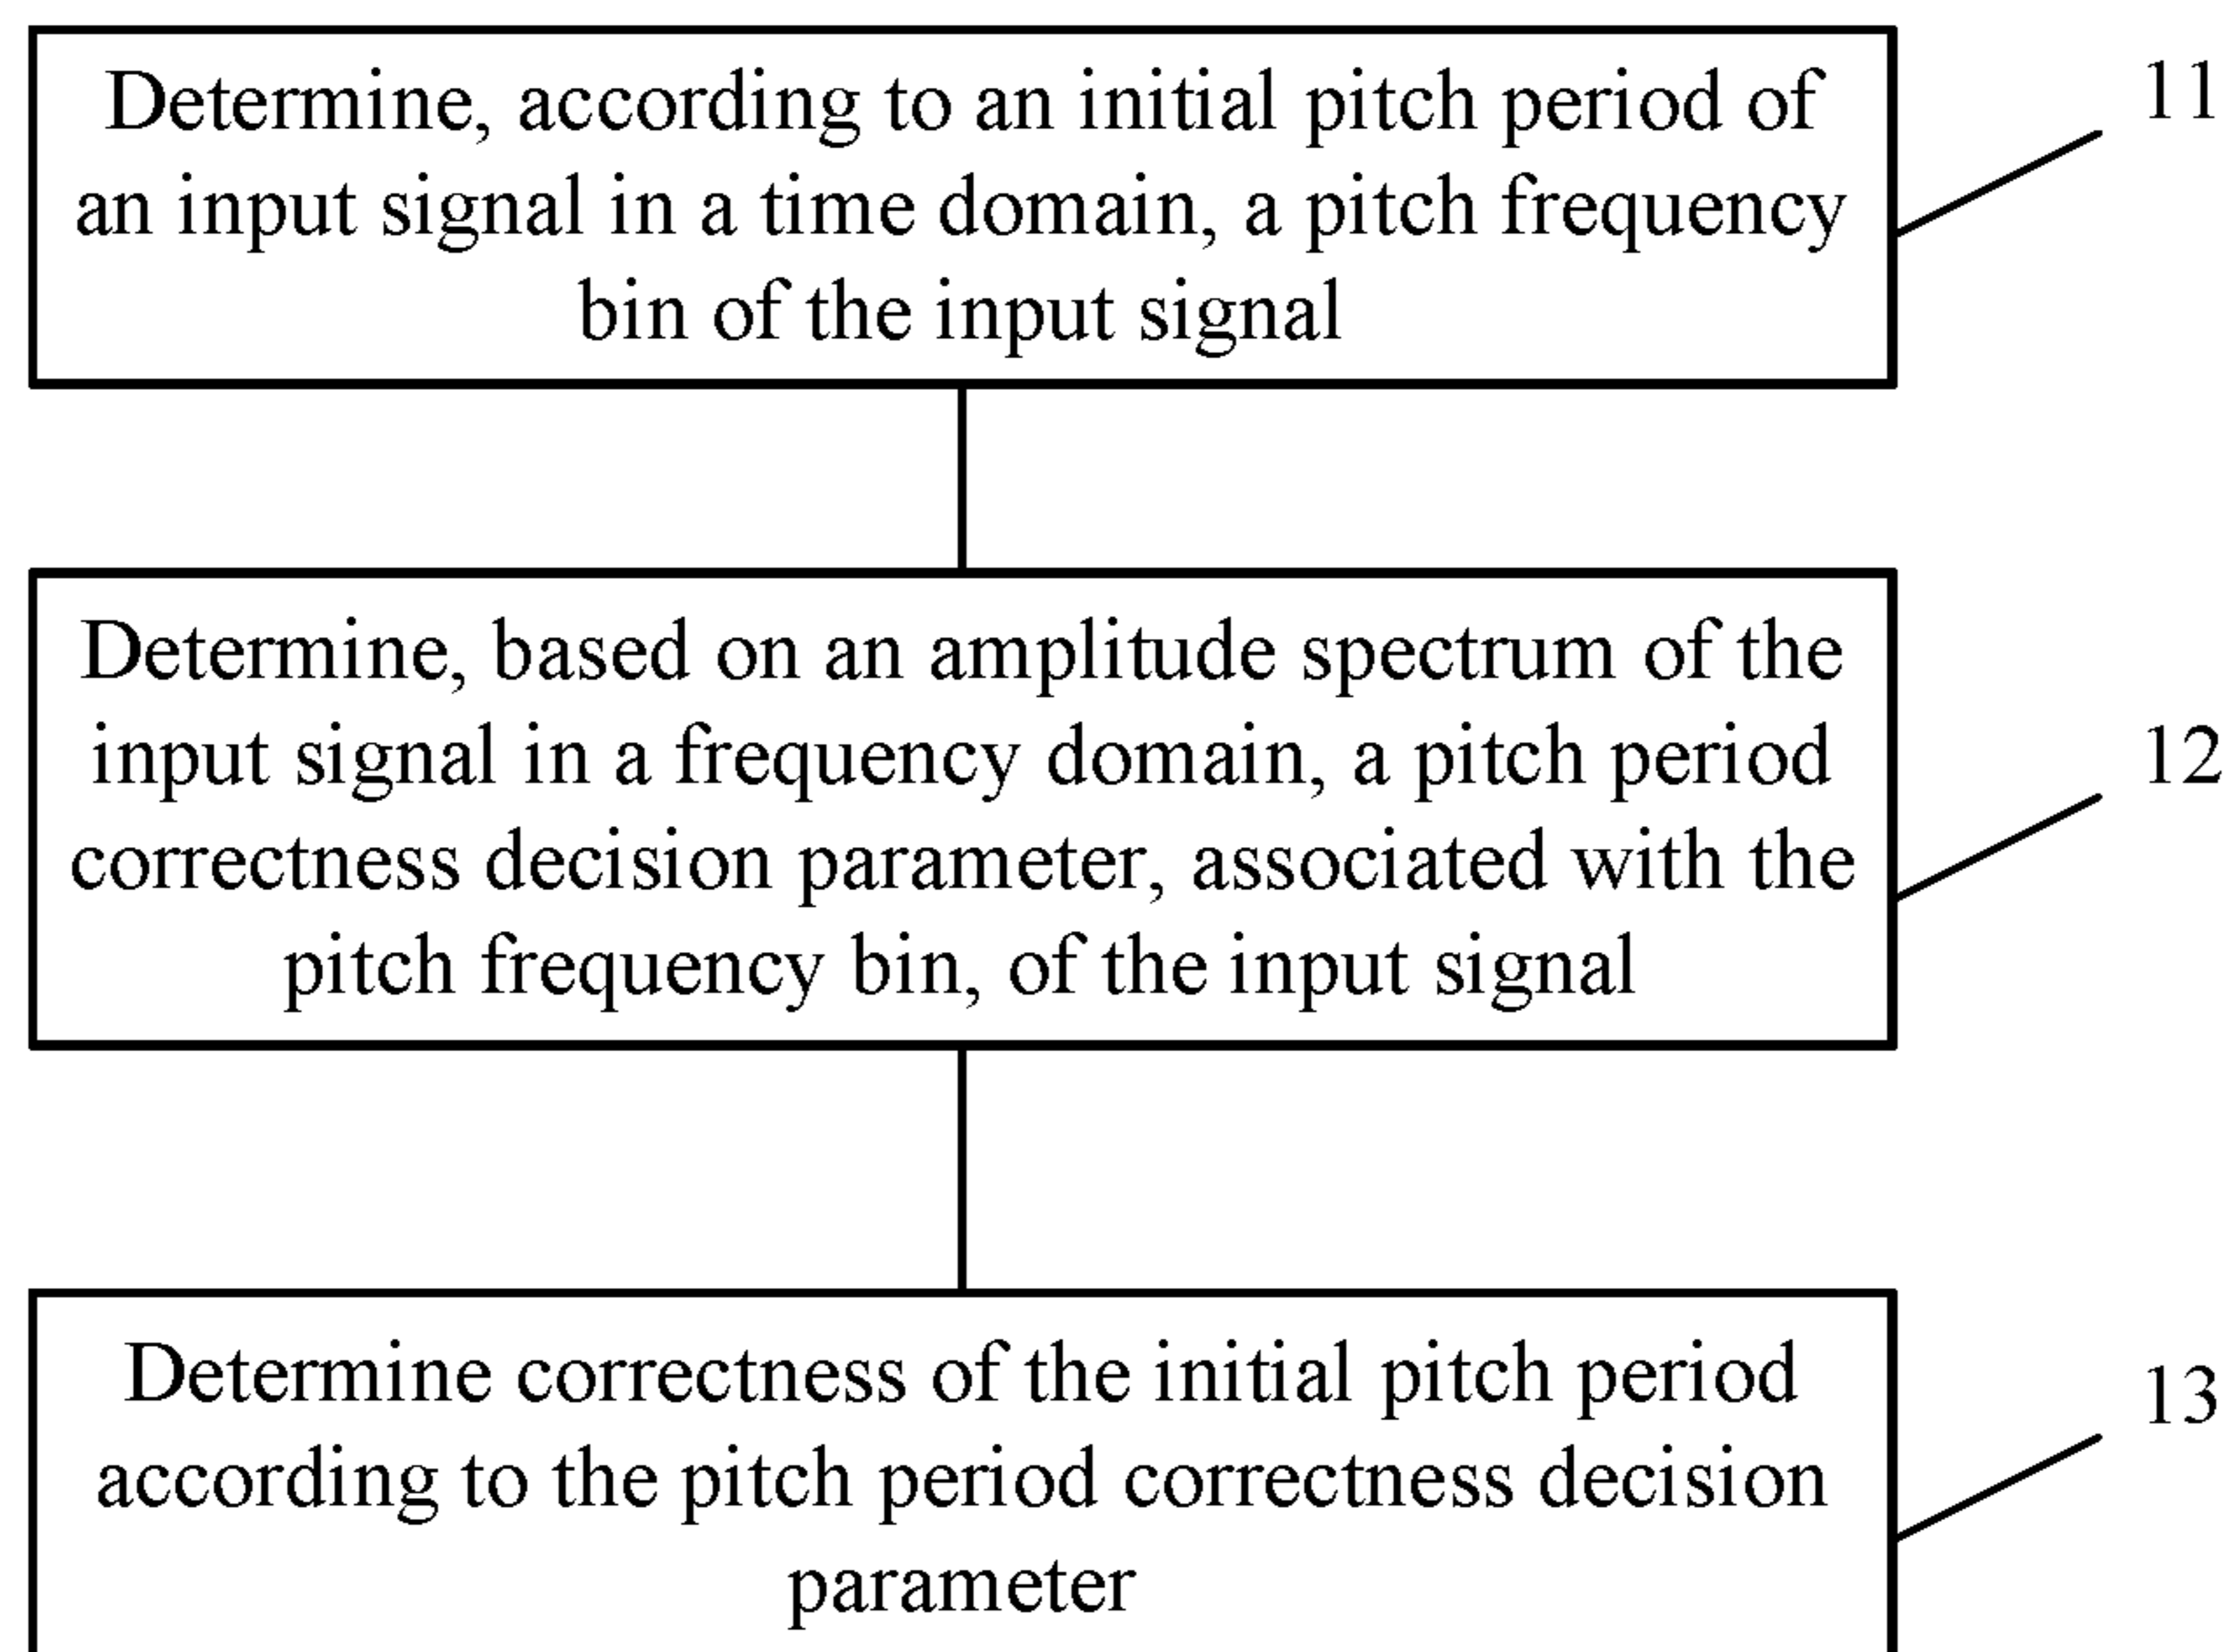 Determine, according to an initial pitch period of
an input signal in a time domain, a pitch frequency
bin of the input signal
11
Determine, based on an amplitude spectrum of the
input signal in a frequency domain, a pitch period
correctness decision parameter, associated with the
pitch frequency bin, of the input signal
12
Determine correctness of the initial pitch period
according to the pitch period correctness decision
parameter
13